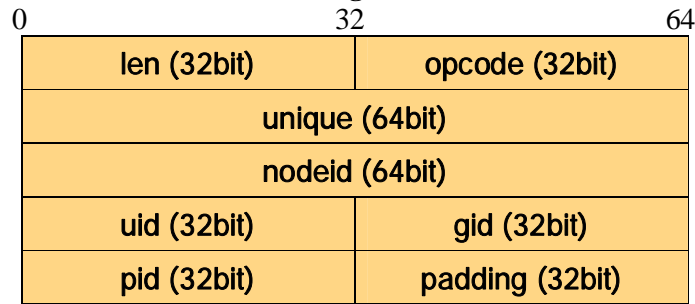 0 32 64
len (32bit) opcode (32bit)
unique (64bit)
nodeid (64bit)
uid (32bit) gid (32bit)
pid (32bit) padding (32bit)